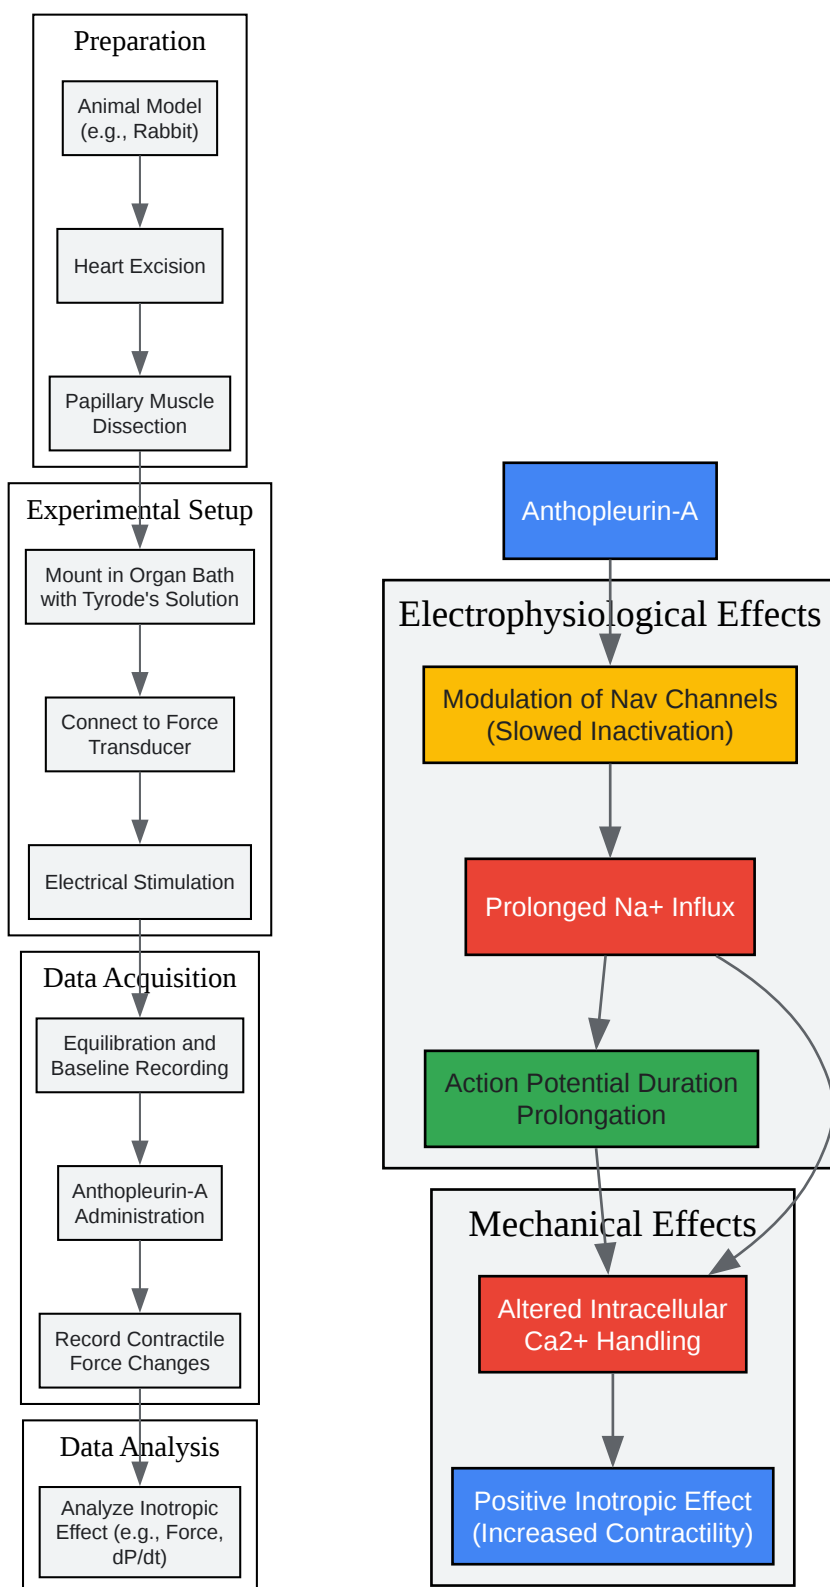 Preparation
Animal Model
(e.g., Rabbit)
Heart Excision
Papillary Muscle
Dissection
Experimental Setup
Mount in Organ Bath
with Tyrode's Solution
Connect to Force
Transducer
Electrical Stimulation
Data Acquisition
Equilibration and
Baseline Recording
Anthopleurin-A
Administration
Record Contractile
Force Changes
Data Analysis
Analyze Inotropic
Effect (e.g., Force,
dP/dt)
Anthopleurin-A
Electrophysiological Effects
Modulation of Nav Channels
(Slowed Inactivation)
Prolonged Na+ Influx
Action Potential Duration
Prolongation
Mechanical Effects
Altered Intracellular
Ca2+ Handling
Positive Inotropic Effect
(Increased Contractility)